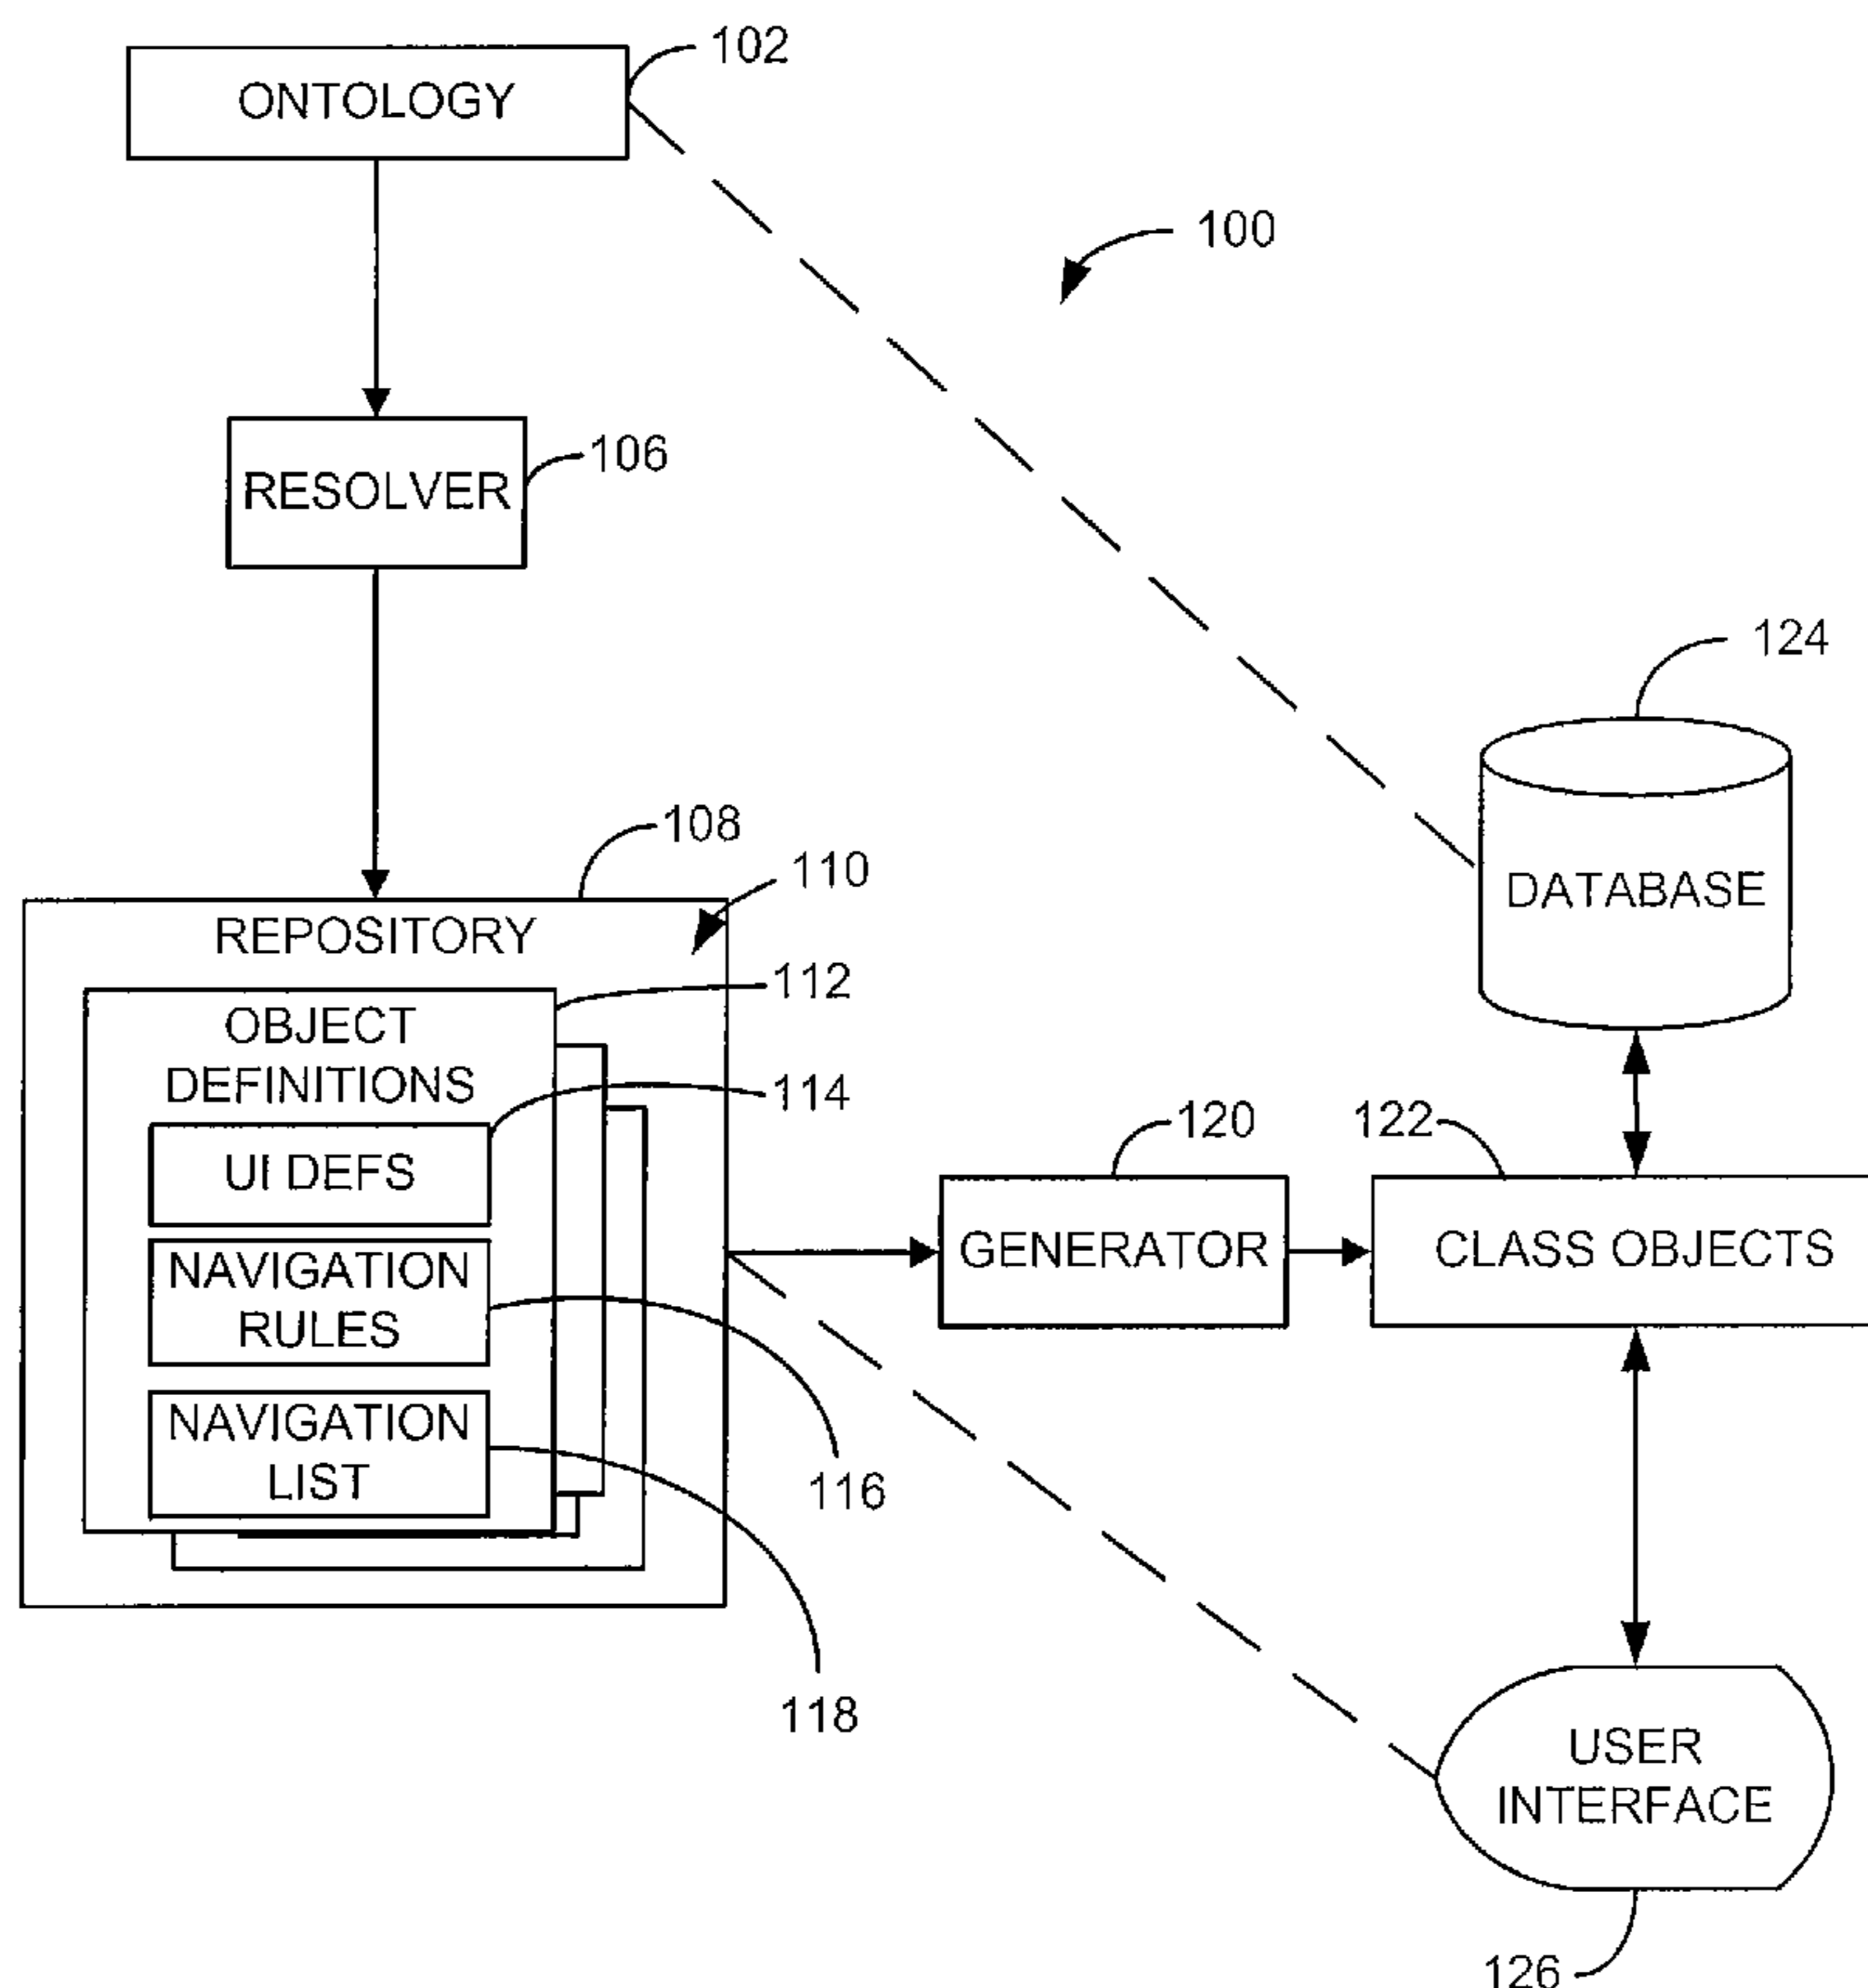 102
ONTOLOGY
100
RESOLVER
106
124
DATABASE
108
110
REPOSITORY
112
OBJECT
DEFINITIONS
114
UI DEFS
NAVIGATION
RULES
116
NAVIGATION
LIST
118
120
GENERATOR
122
CLASS OBJECTS
USER
INTERFACE
126